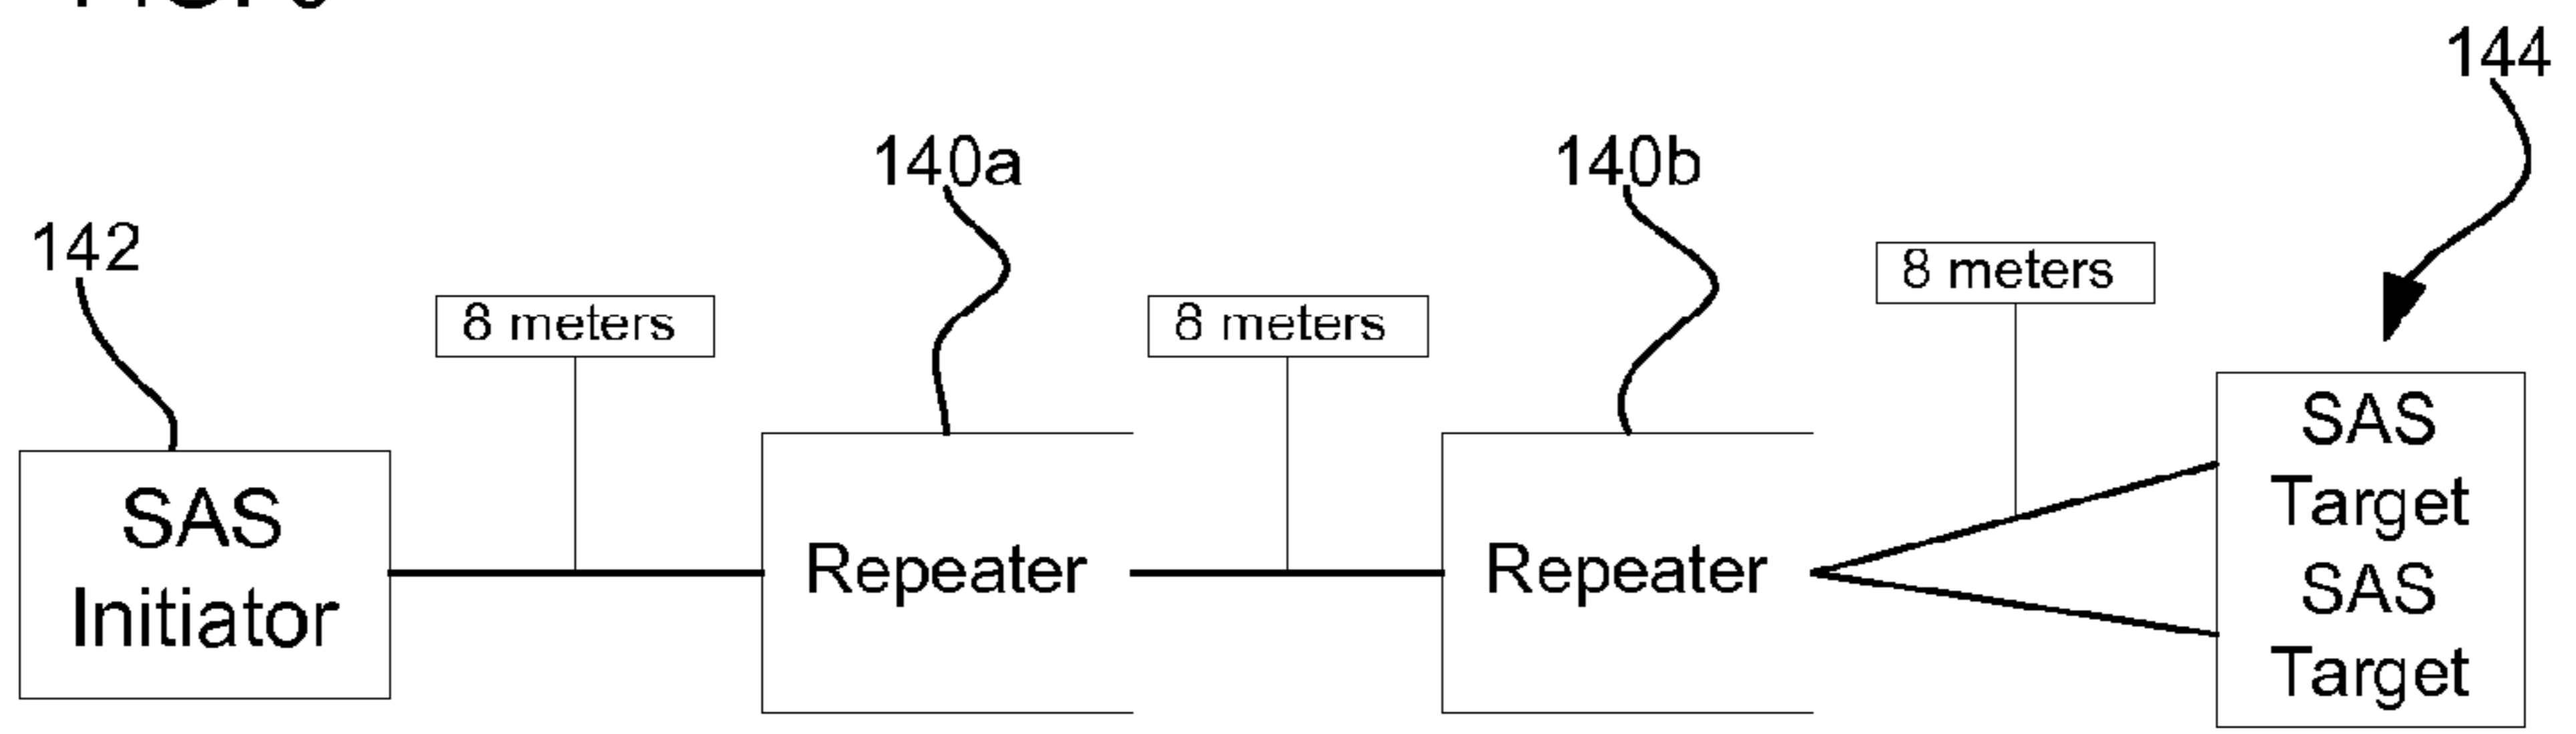 144
140a
140b
142
8 meters
8 meters
8 meters
SAS
Initiator
Repeater
Repeater
SAS
Target
SAS
Target